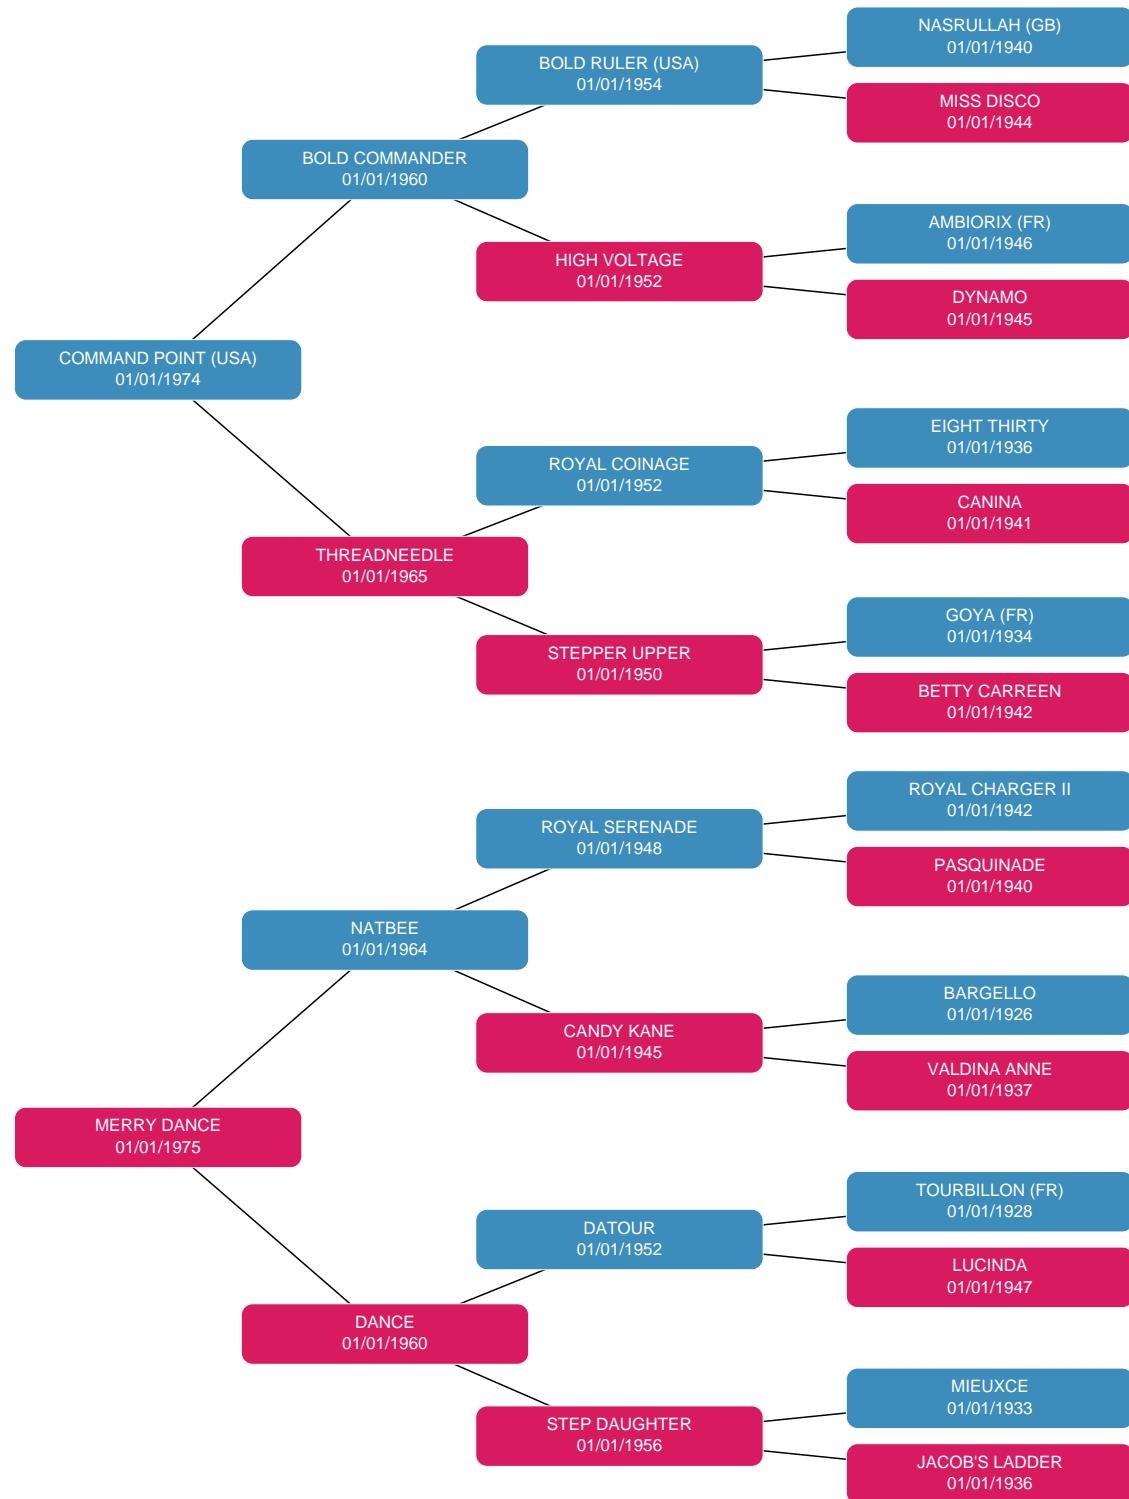 NASRULLAH (GB)
01/01/1940
BOLD RULER (USA)
01/01/1954
MISS DISCO
01/01/1944
BOLD COMMANDER
01/01/1960
AMBIORIX (FR)
01/01/1946
HIGH VOLTAGE
01/01/1952
DYNAMO
01/01/1945
COMMAND POINT (USA)
01/01/1974
EIGHT THIRTY
01/01/1936
ROYAL COINAGE
01/01/1952
CANINA
01/01/1941
THREADNEEDLE
01/01/1965
GOYA (FR)
01/01/1934
STEPPER UPPER
01/01/1950
BETTY CARREEN
01/01/1942
ROYAL CHARGER II
01/01/1942
ROYAL SERENADE
01/01/1948
PASQUINADE
01/01/1940
NATBEE
01/01/1964
BARGELLO
01/01/1926
CANDY KANE
01/01/1945
VALDINA ANNE
01/01/1937
MERRY DANCE
01/01/1975
TOURBILLON (FR)
01/01/1928
DATOUR
01/01/1952
LUCINDA
01/01/1947
DANCE
01/01/1960
MIEUXCE
01/01/1933
STEP DAUGHTER
01/01/1956
JACOB'S LADDER
01/01/1936